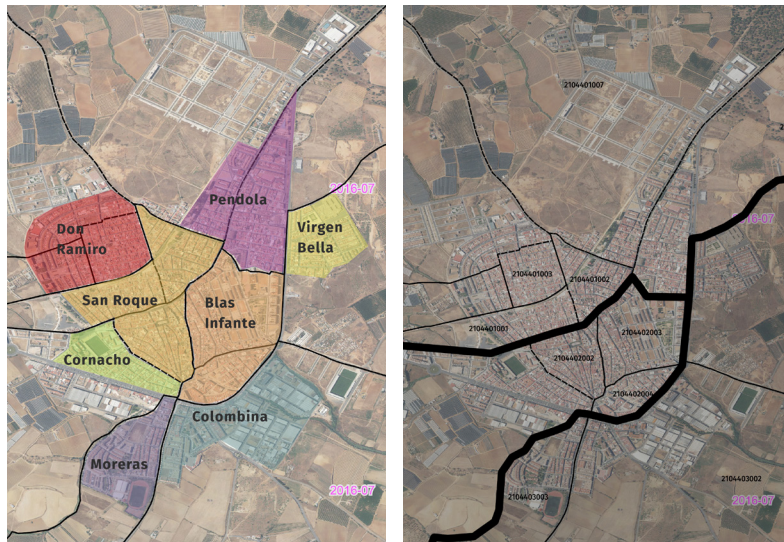 2016-07
Pendola
Don
Ramiro
Virgen
Bella
San Roque
Blas
Infante
Cornacho
Colombina
Moreras
2016-07
2104401007
2
2016-07
2104401003
2104401002
2104401001
2104402003
2104402002
2104402004
2104403002
2104403003
2016-07